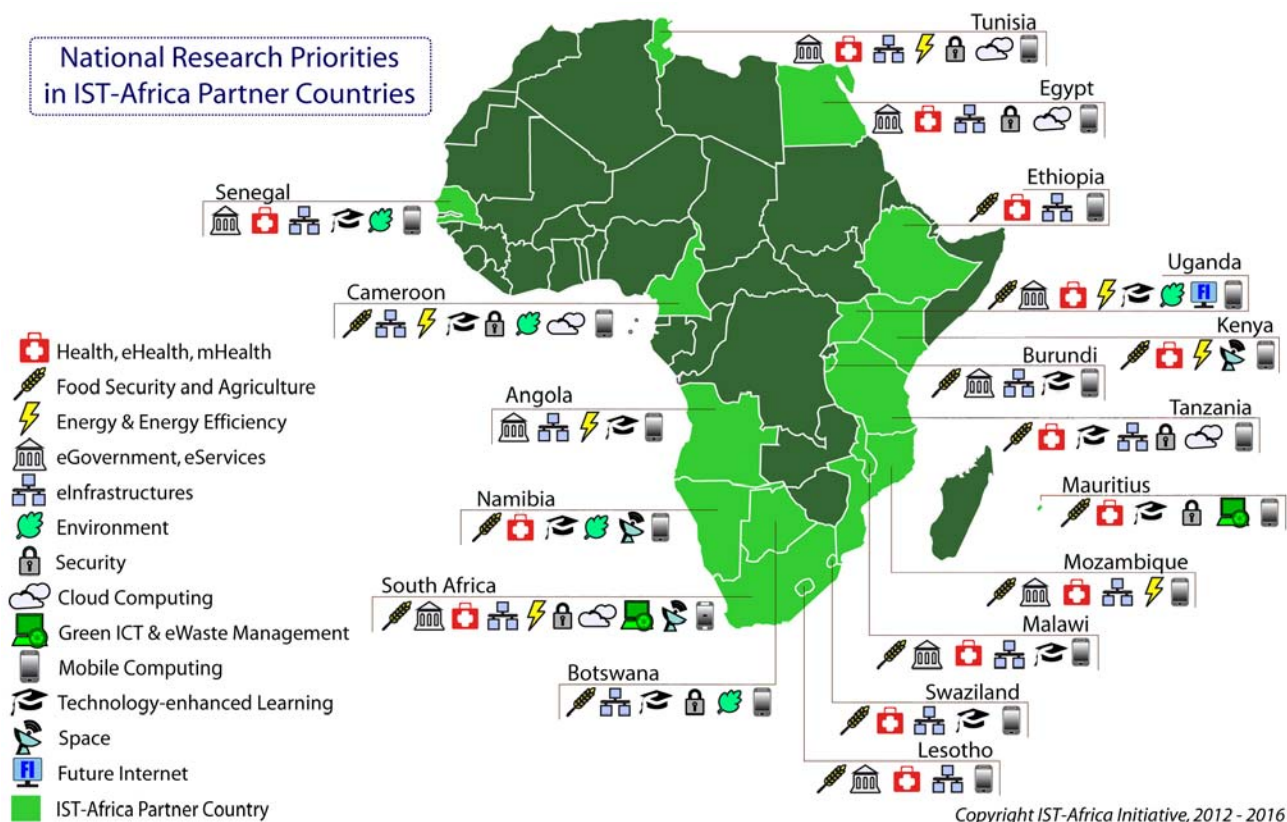 National Research Priorities
in IST-Africa Partner Countries
Tunisia
Egypt
Ethiopia
Senegal
Uganda
Cameroon
Kenya
Burundi
Angola
Tanzania
Namibia
Mauritius
South Africa
Mozambique
Malawi
Botswana
Swaziland
Lesotho
FI
Health, eHealth, mHealth
Food Security and Agriculture
Energy & Energy Efficiency
eGovernment, eServices
eInfrastructures
Environment
Security
Cloud Computing
Green ICT & eWaste Management
Mobile Computing
Technology-enhanced Learning
Space
FI
Future Internet
IST-Africa Partner Country
Copyright IST-Africa Initiative, 2012 - 2016